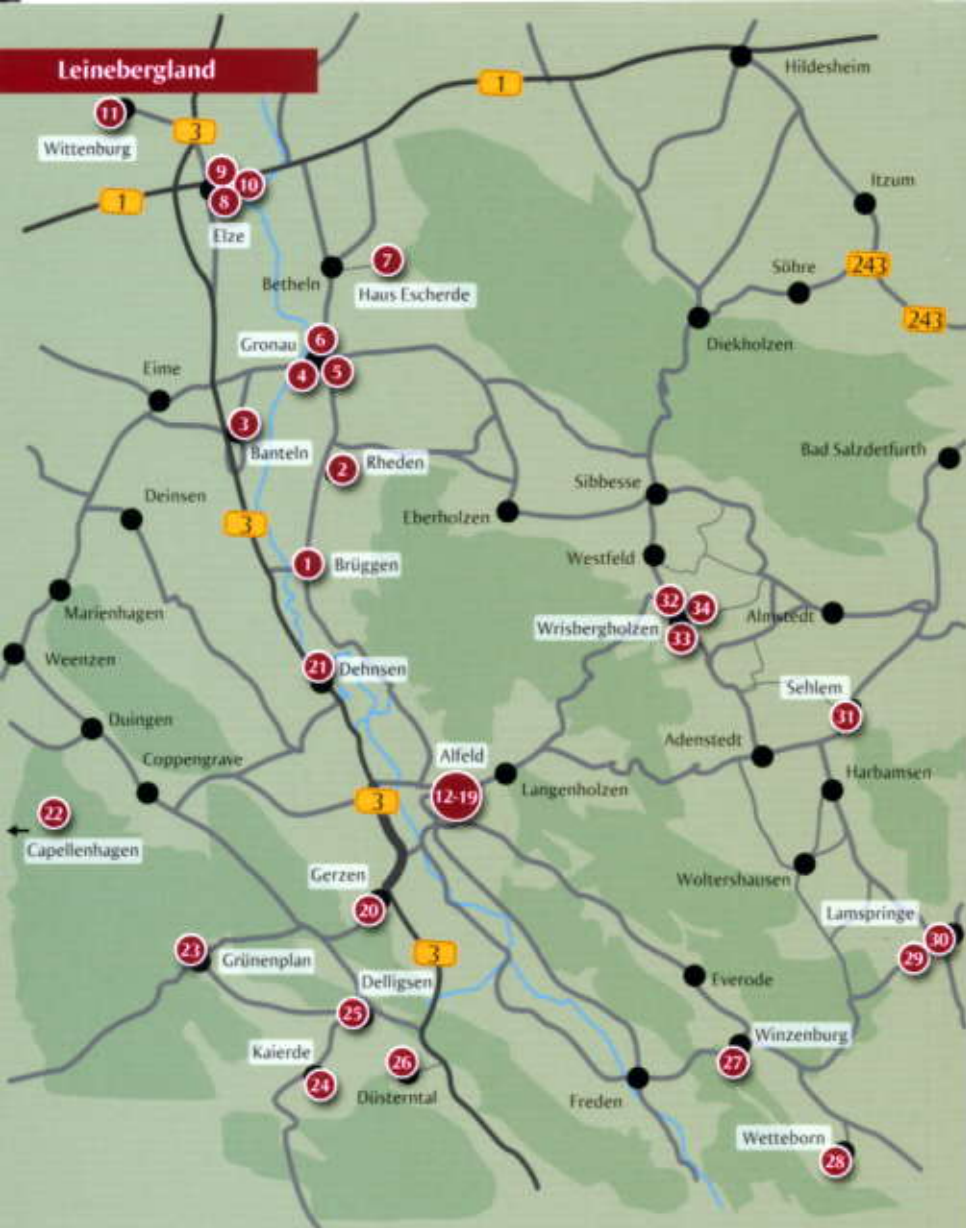 Leinebergland
1
Hildesheim
11
3
Wittenburg
9
10
8
1
Elze
Itzum
7
Betheln
Haus Escherde
Söhre
243
243
6
Gronau
4
5
Diekholzen
Eime
3
Banteln
2
Rheden
Bad Salzdetfurth
Sibbesse
Deinsen
3
Eberholzen
Westfeld
1
Brüggen
32
34
Almstedt
Marienhagen
Wrisbergholzen
33
Weenzen
21
Dehnsen
Sehlem
31
Duingen
Adenstedt
Coppengrave
Alfeld
12-19
Langenholzen
Harbamsen
3
22
Capellenhagen
Gerzen
Woltershausen
20
Lamspringe
30
29
23
Grünenplan
3
Delligsen
Everode
25
Winzenburg
27
Kaierde
24
26
Düsterntal
Freden
Wetteborn
28